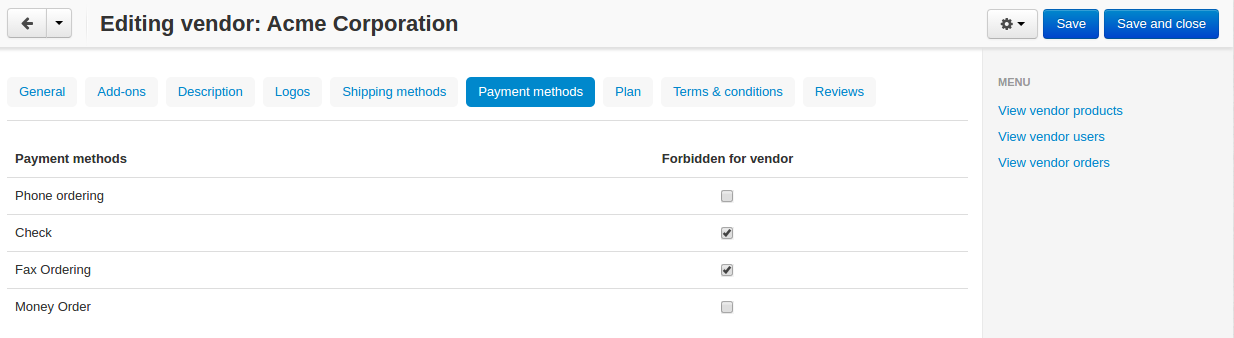 Editing vendor: Acme Corporation
Save
Save and close
General
Add-ons
Description
Logos
Shipping methods
Payment methods
Plan
Terms & conditions
Reviews
MENU
View vendor products
View vendor users
View vendor orders
Payment methods
Forbidden for vendor
Phone ordering
Check
Fax Ordering
Money Order